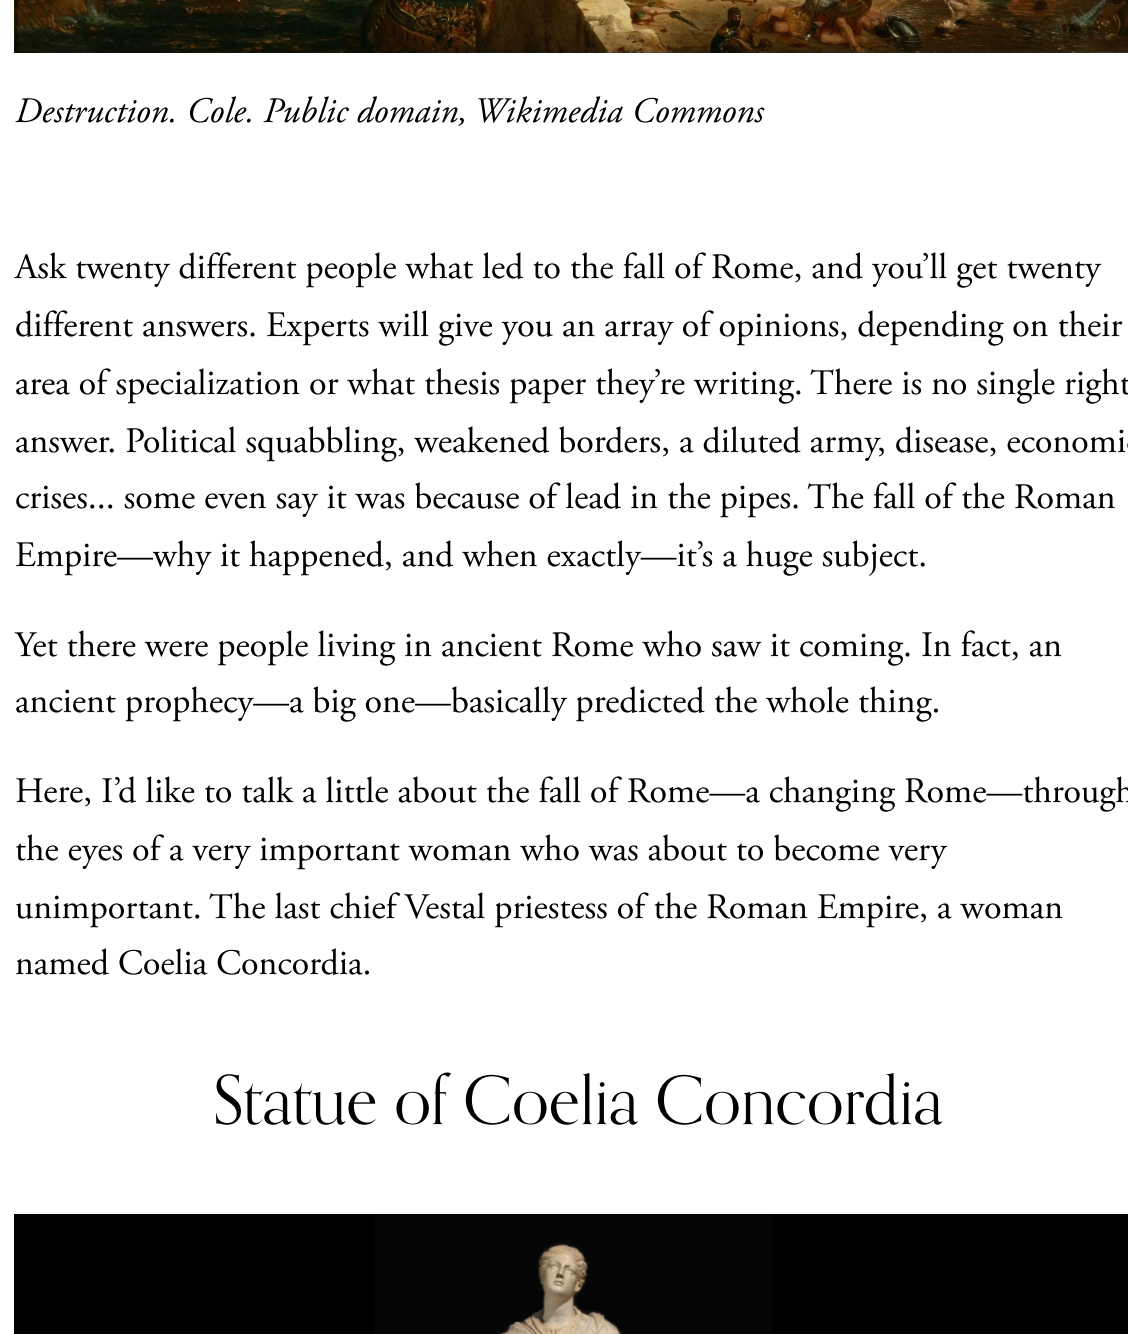 Destruction. Cole. Public domain, Wikimedia Commons
Ask twenty different people what led to the fall of Rome, and you’ll get twenty
different answers. Experts will give you an array of opinions, depending on their
area of specialization or what thesis paper they’re writing. There is no single right
answer. Political squabbling, weakened borders, a diluted army, disease, economic
crises... some even say it was because of lead in the pipes. The fall of the Roman
Empire—why it happened, and when exactly—it’s a huge subject.
Yet there were people living in ancient Rome who saw it coming. In fact, an
ancient prophecy—a big one—basically predicted the whole thing.
Here, I’d like to talk a little about the fall of Rome—a changing Rome—through
the eyes of a very important woman who was about to become very
unimportant. The last chief Vestal priestess of the Roman Empire, a woman
named Coelia Concordia.
Statue of Coelia Concordia